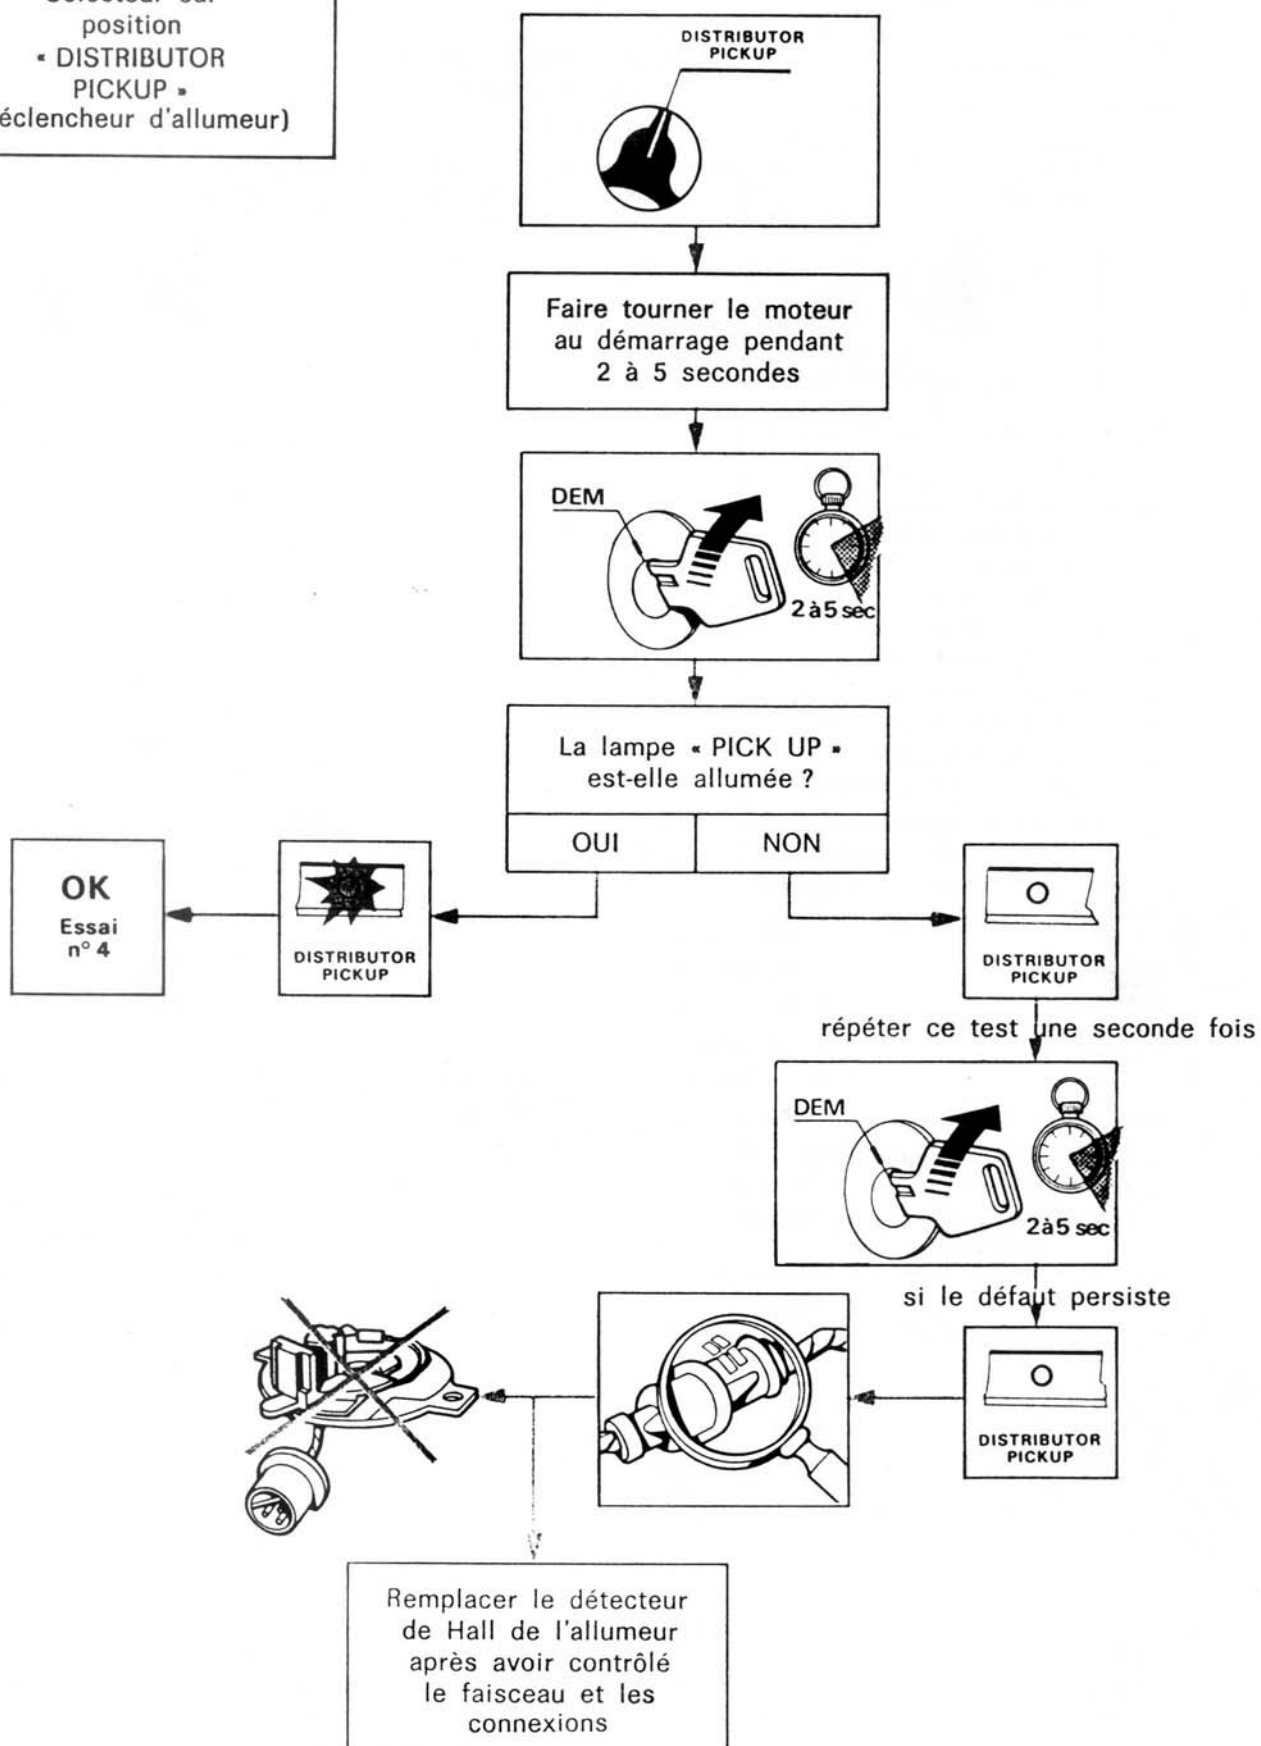 position
« DISTRIBUTOR
PICKUP »
éclencheur d'allumeur)
DISTRIBUTOR
PICKUP
Faire tourner le moteur
au démarrage pendant
2 à 5 secondes
DEM
2 à 5 sec
La lampe « PICK UP »
est-elle allumée ?
OUI
NON
OK
Essai
n° 4
DISTRIBUTOR
PICKUP
DISTRIBUTOR
PICKUP
répéter ce test une seconde fois
DEM
2 à 5 sec
si le défaut persiste
DISTRIBUTOR
PICKUP
Remplacer le détecteur
de Hall de l'allumeur
après avoir contrôlé
le faisceau et les
connexions